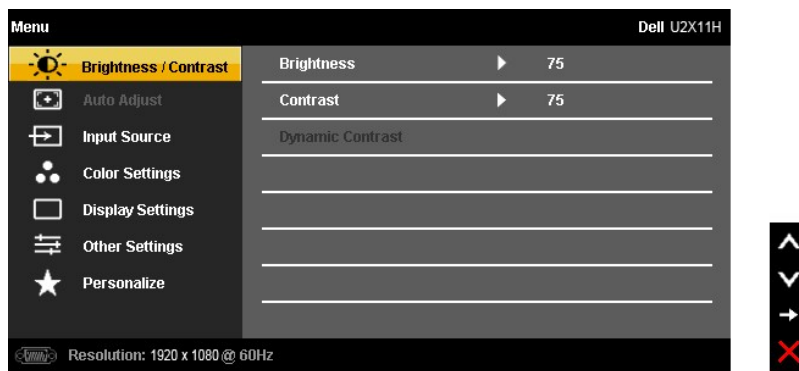 Menu Dell U2X11H
Brightness / Contrast Brightness 75
Auto Adjust Contrast 75
Input Source Dynamic Contrast
Color Settings
Display Settings
Other Settings
Personalize
Resolution: 1920 x 1080 @ 60Hz